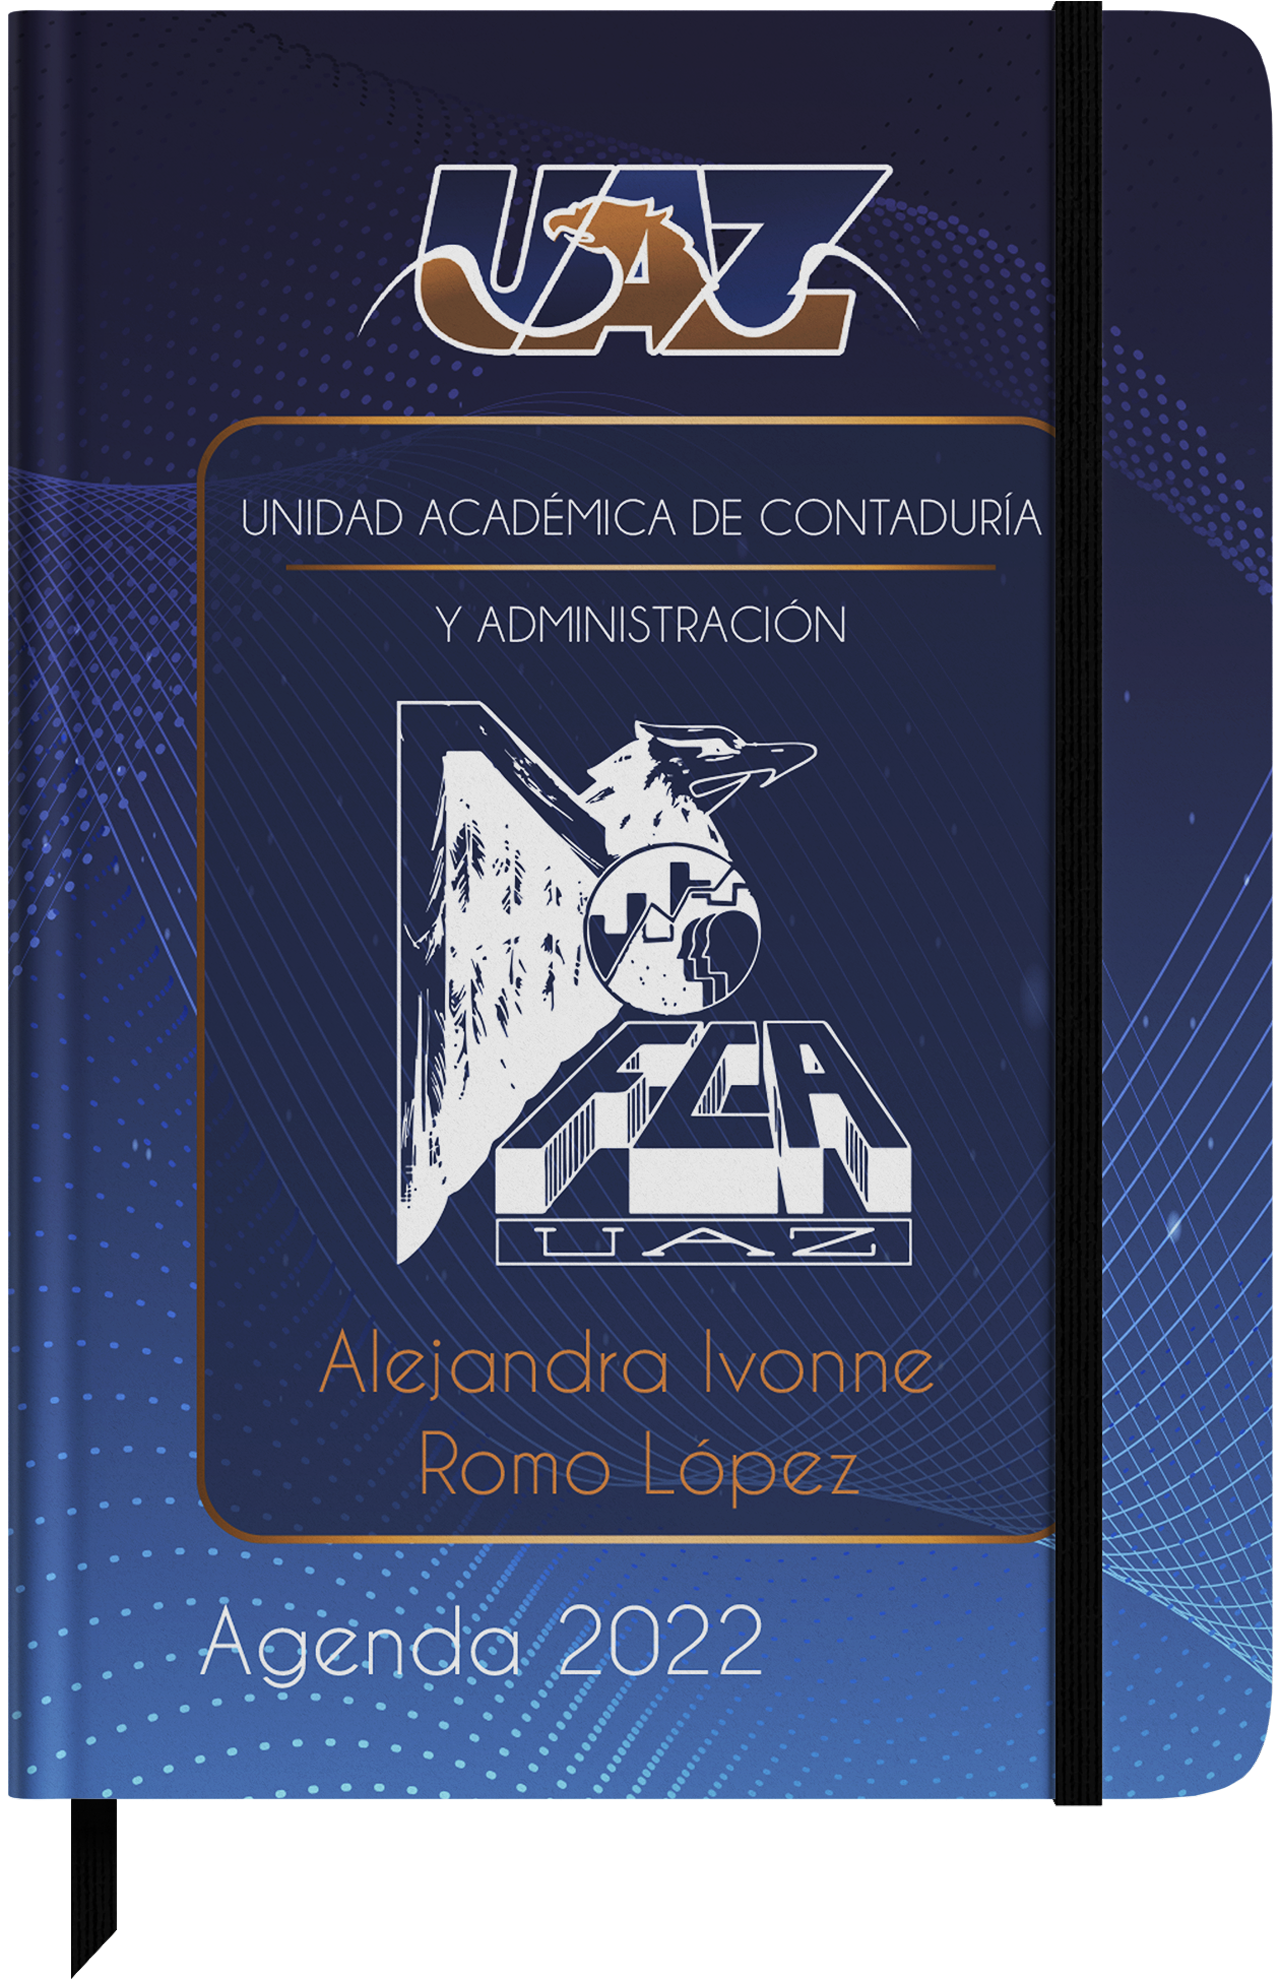 UAZ
UNIDAD ACADÉMICA DE CONTADURÍA
Y ADMINISTRACIÓN
FCA
UAZ
Alejandra Ivonne
Romo López
Agenda 2022